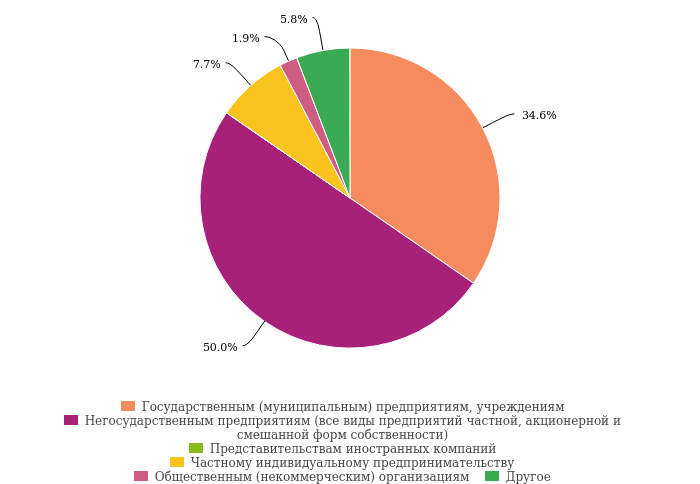 5.8%
1.9%
7.7%
34.6%
50.0%
Государственным (муниципальным) предприятиям, учреждениям
Негосударственным предприятиям (все виды предприятий частной, акционерной и
смешанной форм собственности)
Представительствам иностранных компаний
Частному индивидуальному предпринимательству
Общественным (некоммерческим) организациям Другое